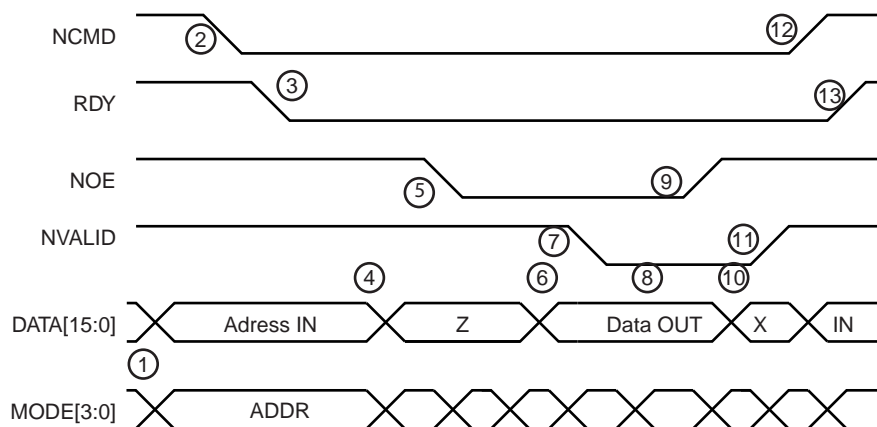 NCMD 2 12
RDY 3 13
NOE 5 9
NVALID 7 11
4 6 8 10
DATA[15:0] Adress IN Z Data OUT X IN
1
MODE[3:0] ADDR